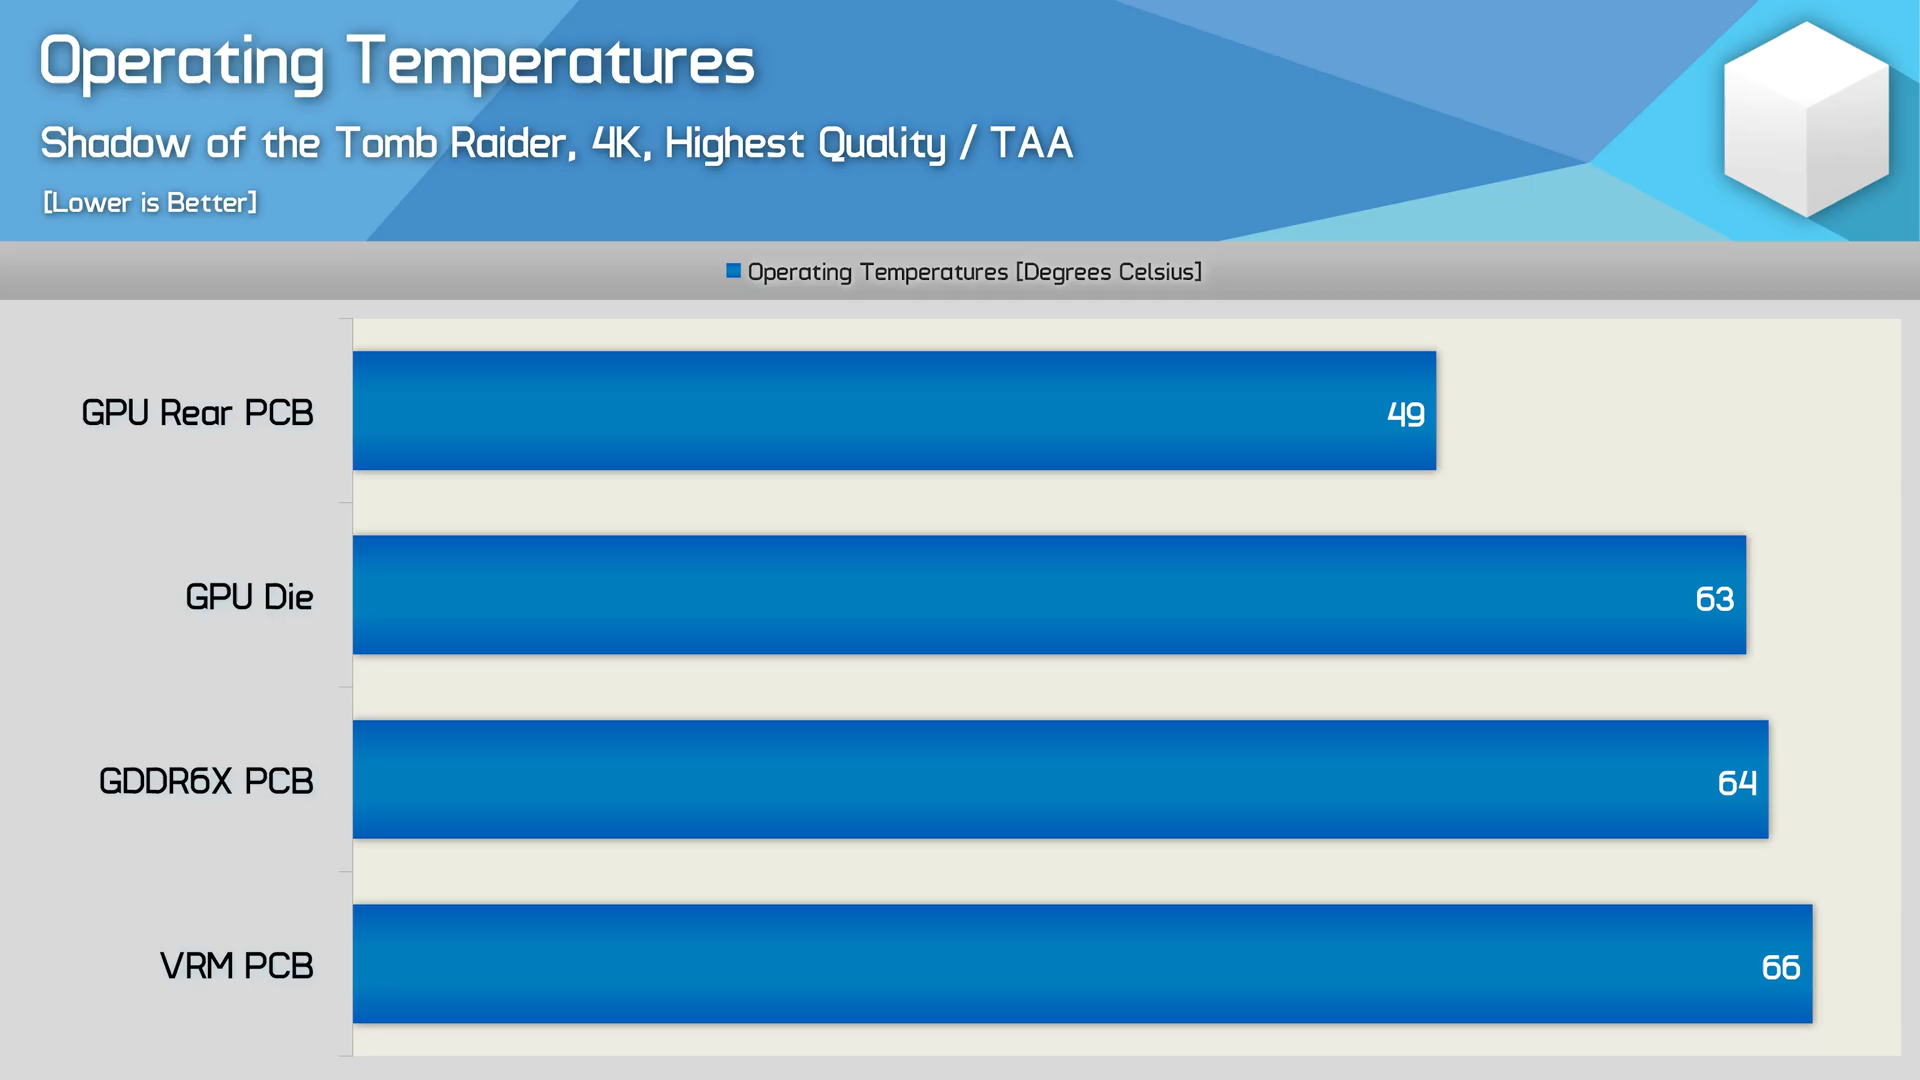 Operating Temperatures
Shadow of the Tomb Raider, 4K, Highest Quality / TAA
[Lower is Better]
Operating Temperatures [Degrees Celsius]
GPU Rear PCB 49
GPU Die 63
GDDR6X PCB 64
VRM PCB 66